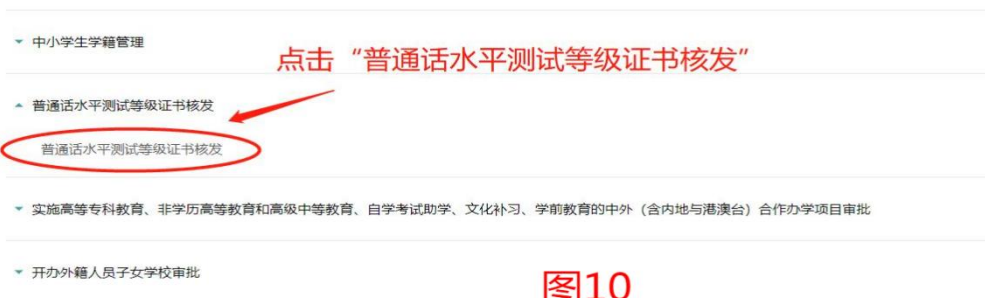 中小学生学籍管理
点击“普通话水平测试等级证书核发”
普通话水平测试等级证书核发
普通话水平测试等级证书核发
实施高等专科教育、非学历高等教育和高级中等教育、自学考试助学、文化补习、学前教育的中外（含内地与港澳台）合作办学项目审批
开办外籍人员子女学校审批
图10